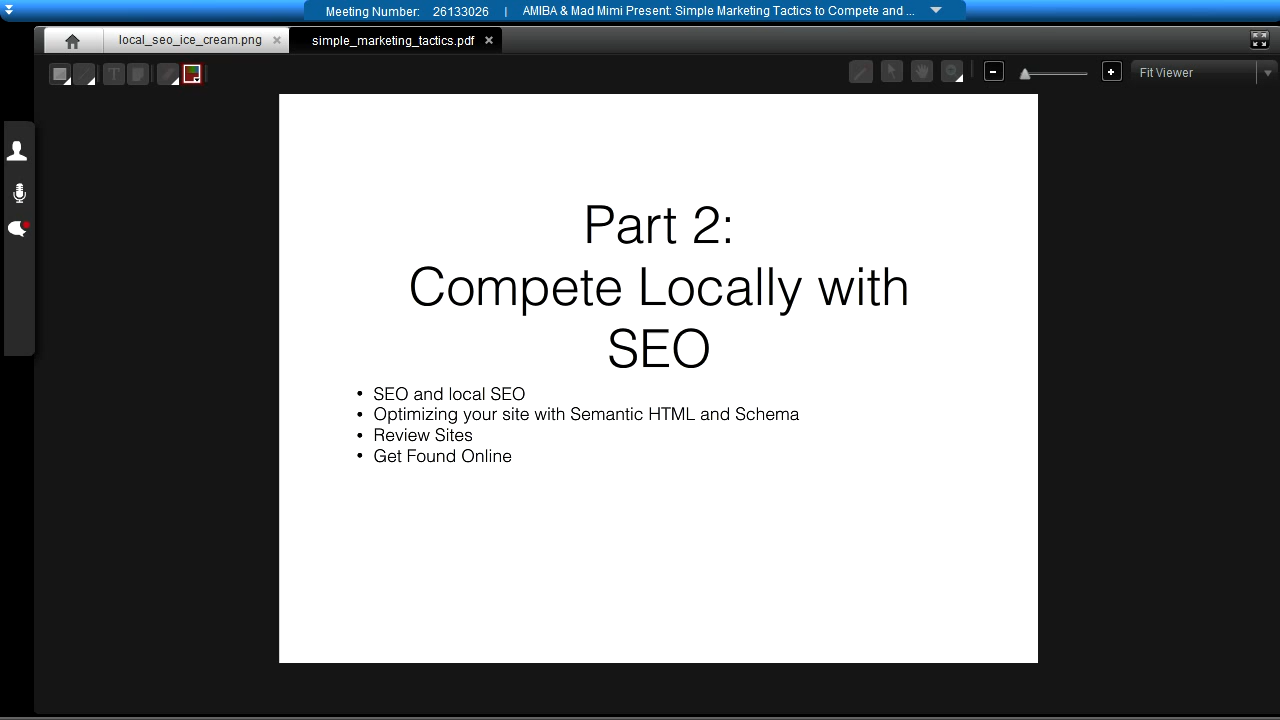 Meeting Number: 26133026 | AMIBA & Mad Mimi Present: Simple Marketing Tactics to Compete and ...
local_seo_ice_cream.png
simple_marketing_tactics.pdf
T
Fit Viewer
Part 2:
Compete Locally with
SEO
• SEO and local SEO
• Optimizing your site with Semantic HTML and Schema
• Review Sites
• Get Found Online